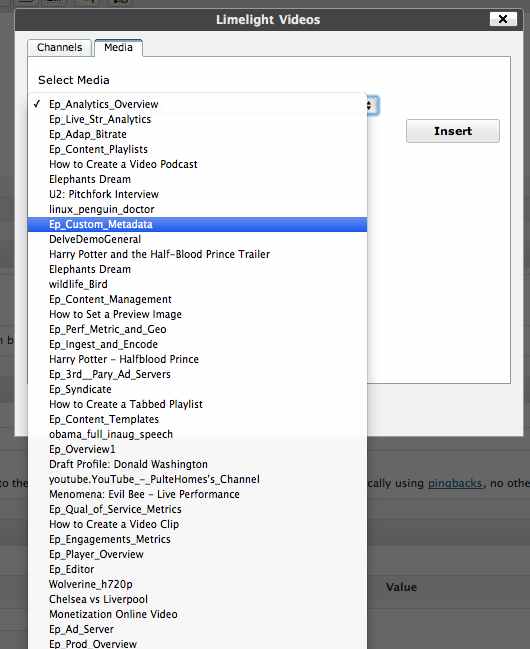 Limelight Videos
Channels
Media
Select Media
✓ Ep_Analytics_Overview
Ep_Live_Str_Analytics
Ep_Adap_Bitrate
Ep_Content_Playlists
How to Create a Video Podcast
Elephants Dream
U2: Pitchfork Interview
linux_penguin_doctor
Ep_Custom_Metadata
DelveDemoGeneral
Harry Potter and the Half-Blood Prince Trailer
Elephants Dream
wildlife_Bird
Ep_Content_Management
How to Set a Preview Image
Ep_Perf_Metric_and_Geo
Ep_Ingest_and_Encode
Harry Potter - Halfblood Prince
Ep_3rd__Pary_Ad_Servers
Ep_Syndicate
How to Create a Tabbed Playlist
Ep_Content_Templates
obama_full_inaug_speech
Ep_Overview1
Draft Profile: Donald Washington
youtube.YouTube_-_PulteHomes's_Channel
Menomena: Evil Bee - Live Performance
Ep_Qual_of_Service_Metrics
How to Create a Video Clip
Ep_Engagements_Metrics
Ep_Player_Overview
Ep_Editor
Wolverine_h720p
Chelsea vs Liverpool
Monetization Online Video
Ep_Ad_Server
Ep_Prod_Overview
Insert
to the
cally using pingbacks, no othe
Value